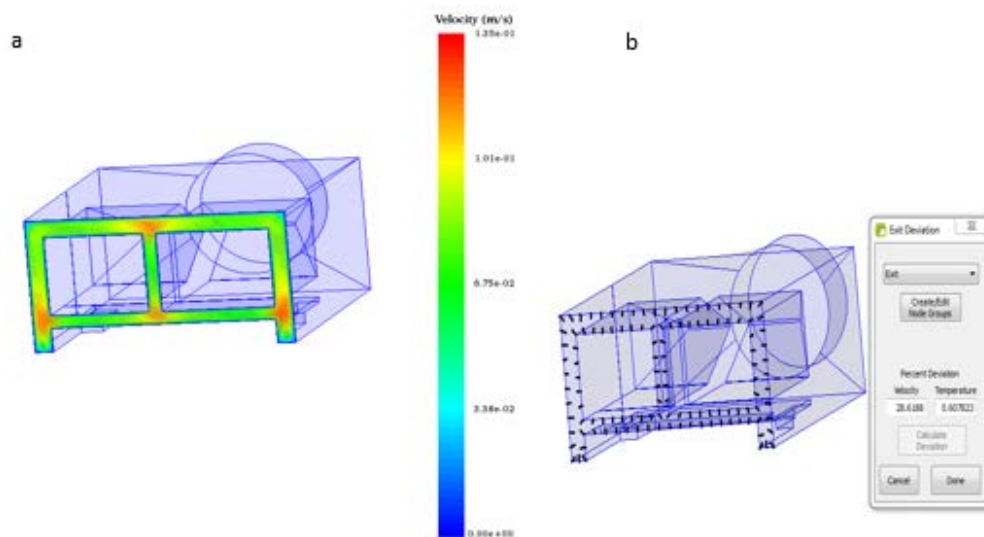 a
Velocity (m/s)
1.35e-01
1.01e-01
6.75e-02
3.38e-02
0.00e+00
b
Exit Deviation
Exit
Create/Edit
Node Groups
Percent Deviation
Velocity Temperature
28.6188 0.607823
Calculate
Deviation
Cancel Done